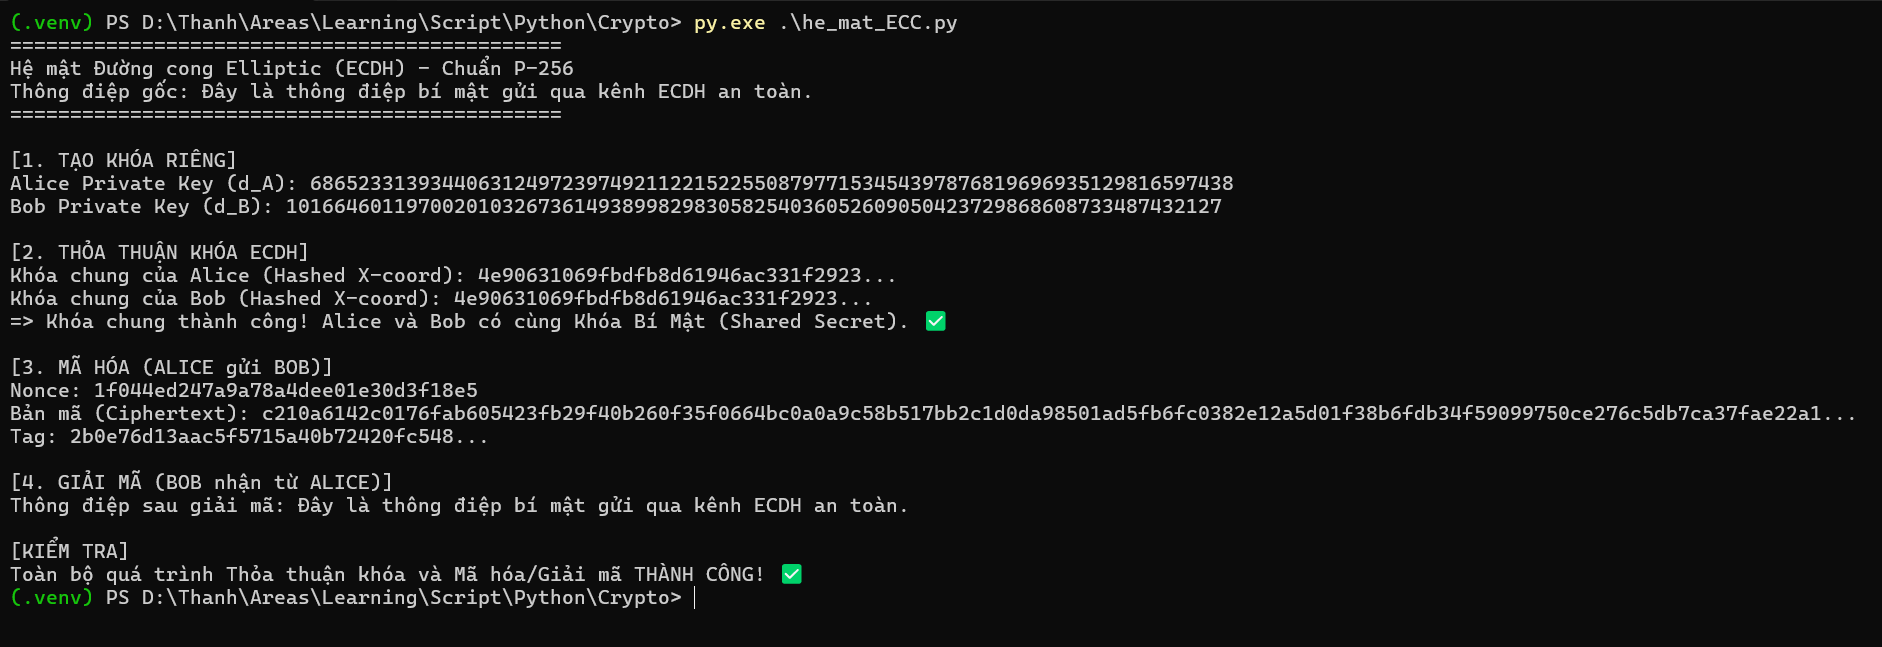 (.venv) PS D:\Thanh\Areas\Learning\Script\Python\Crypto> py.exe .\he_mat_ECC.py
==============================================
Hệ mật Đường cong Elliptic (ECDH) - Chuẩn P-256
Thông điệp gốc: Đây là thông điệp bí mật gửi qua kênh ECDH an toàn.
==============================================
[1. TẠO KHÓA RIÊNG]
Alice Private Key (d_A): 68652331393440631249723974921122152255087977153454397876819696935129816597438
Bob Private Key (d_B): 101664601197002010326736149389982983058254036052609050423729868608733487432127
[2. THỎA THUẬN KHÓA ECDH]
Khóa chung của Alice (Hashed X-coord): 4e90631069fbdfb8d61946ac331f2923...
Khóa chung của Bob (Hashed X-coord): 4e90631069fbdfb8d61946ac331f2923...
=> Khóa chung thành công! Alice và Bob có cùng Khóa Bí Mật (Shared Secret). ✅
[3. MÃ HÓA (ALICE gửi BOB)]
Nonce: 1f044ed247a9a78a4dee01e30d3f18e5
Bản mã (Ciphertext): c210a6142c0176fab605423fb29f40b260f35f0664bc0a0a9c58b517bb2c1d0da98501ad5fb6fc0382e12a5d01f38b6fdb34f59099750ce276c5db7ca37fae22a1...
Tag: 2b0e76d13aac5f5715a40b72420fc548...
[4. GIẢI MÃ (BOB nhận từ ALICE)]
Thông điệp sau giải mã: Đây là thông điệp bí mật gửi qua kênh ECDH an toàn.
[KIỂM TRA]
Toàn bộ quá trình Thỏa thuận khóa và Mã hóa/Giải mã THÀNH CÔNG! ✅
(.venv) PS D:\Thanh\Areas\Learning\Script\Python\Crypto>